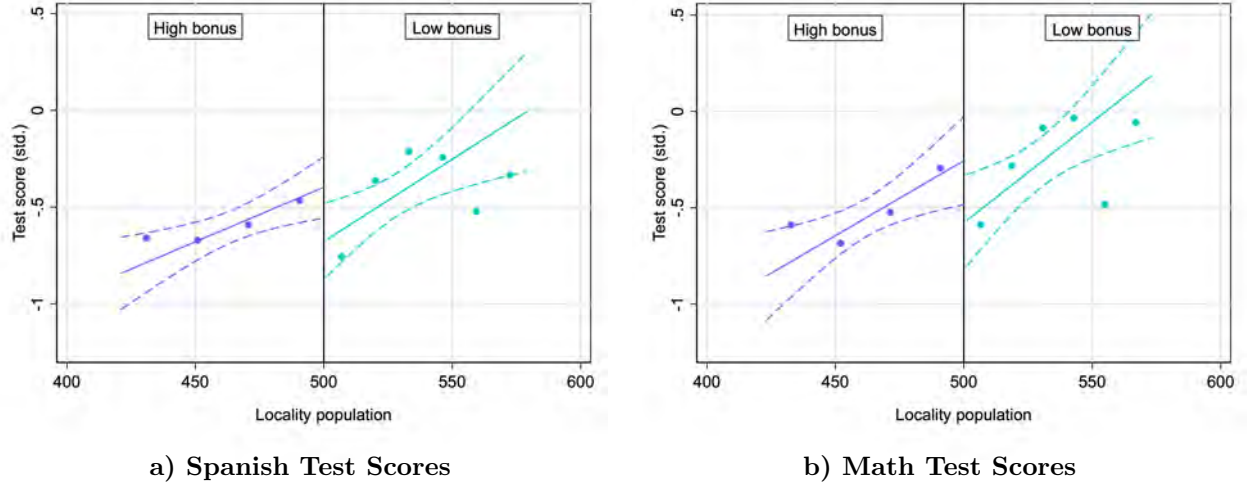 High bonus
Low bonus
Test score (std.)
.5
0
-.5
-1
400
450
500
550
600
Locality population
a) Spanish Test Scores
High bonus
Low bonus
Test score (std.)
.5
0
-.5
-1
400
450
500
550
600
Locality population
b) Math Test Scores